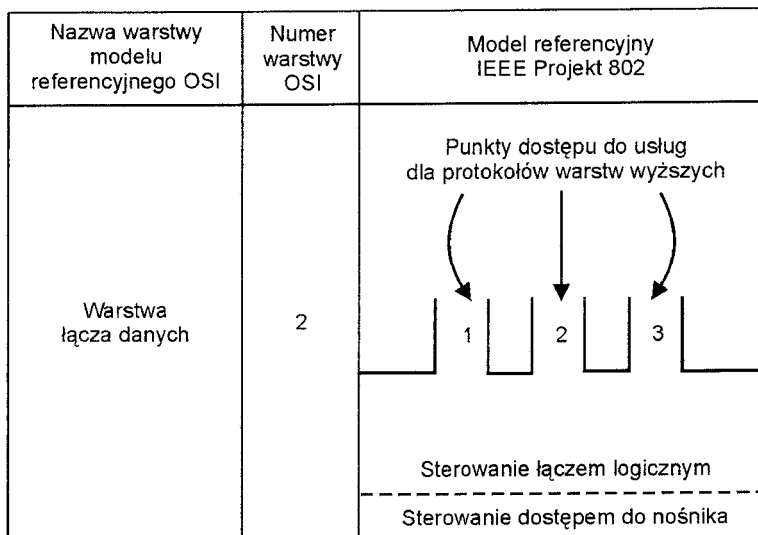 Nazwa warstwy
modelu
referencyjnego OSI
Numer
warstwy
OSI
Model referencyjny
IEEE Projekt 802
Warstwa
łącza danych
2
Punkty dostępu do usług
dla protokołów warstw wyższych
1 2 3
Sterowanie łączem logicznym
Sterowanie dostępem do nośnika